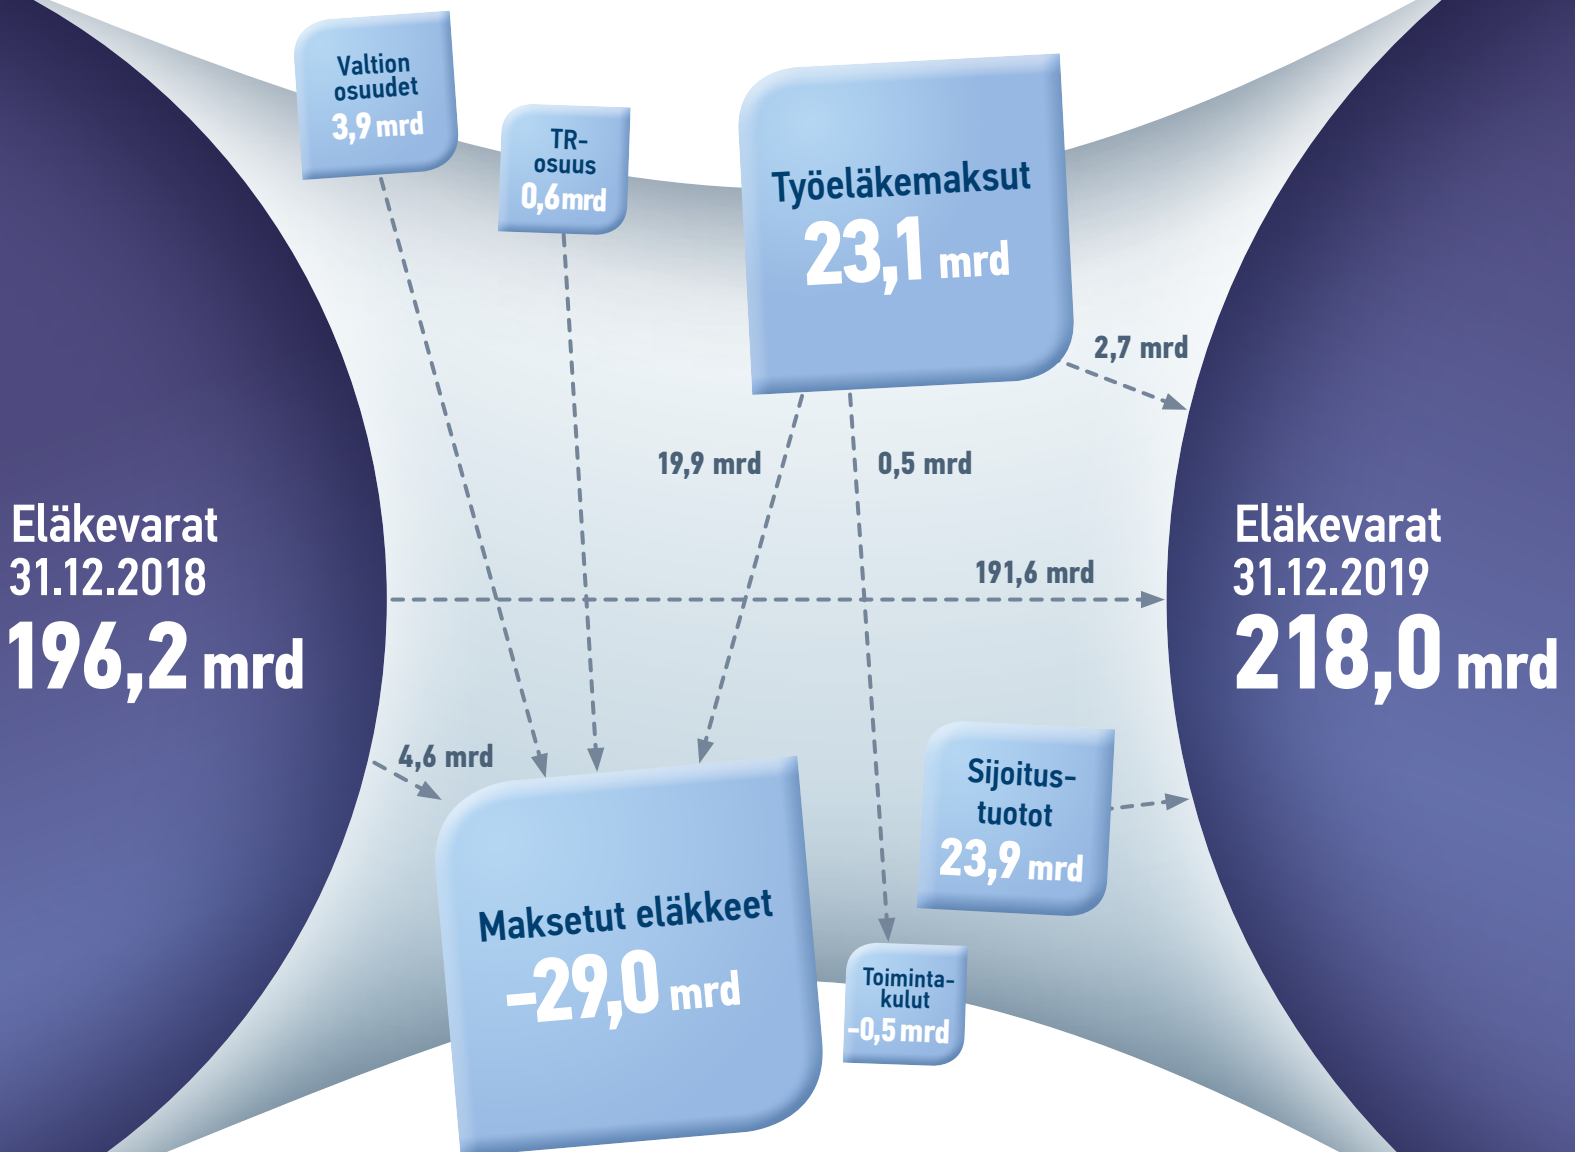 Valtion
osuudet
3,9 mrd
TR-
osuus
0,6 mrd
Työeläkemaksut
23,1 mrd
2,7 mrd
19,9 mrd
0,5 mrd
191,6 mrd
Eläkevarat
31.12.2018
196,2 mrd
Eläkevarat
31.12.2019
218,0 mrd
4,6 mrd
Sijoitus-
tuotot
23,9 mrd
Maksetut eläkkeet
-29,0 mrd
Toiminta-
kulut
-0,5 mrd